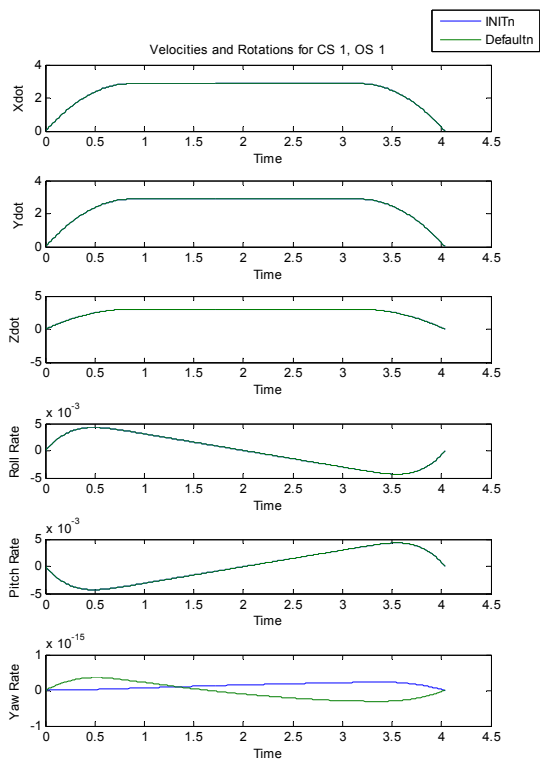 INITn
Defaultn
Velocities and Rotations for CS 1, OS 1
4
2
0
Xdot
0 0.5 1 1.5 2 2.5 3 3.5 4 4.5
Time
4
2
0
Ydot
0 0.5 1 1.5 2 2.5 3 3.5 4 4.5
Time
5
0
-5
Zdot
0 0.5 1 1.5 2 2.5 3 3.5 4 4.5
Time
x 10^-3
5
0
-5
Roll Rate
0 0.5 1 1.5 2 2.5 3 3.5 4 4.5
Time
x 10^-3
5
0
-5
Pitch Rate
0 0.5 1 1.5 2 2.5 3 3.5 4 4.5
Time
x 10^-15
1
0
-1
Yaw Rate
0 0.5 1 1.5 2 2.5 3 3.5 4 4.5
Time